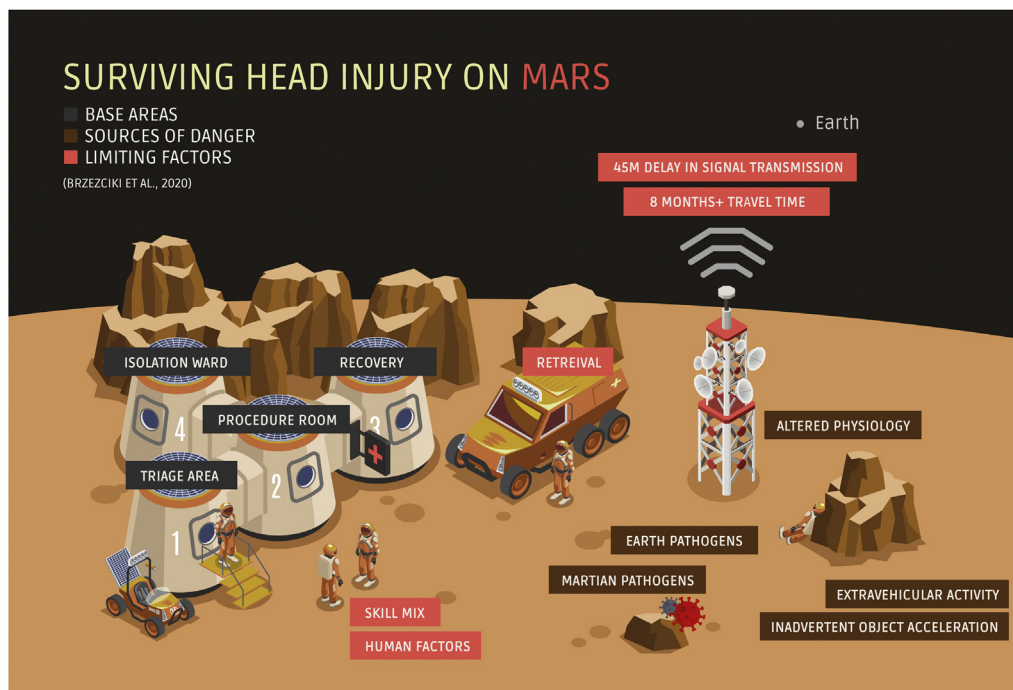 SURVIVING HEAD INJURY ON MARS
BASE AREAS
SOURCES OF DANGER
LIMITING FACTORS
(BRZEZCIKI ET AL., 2020)
Earth
45M DELAY IN SIGNAL TRANSMISSION
8 MONTHS+ TRAVEL TIME
ISOLATION WARD
RECOVERY
RETREIVAL
PROCEDURE ROOM
ALTERED PHYSIOLOGY
4
3
TRIAGE AREA
2
1
EARTH PATHOGENS
MARTIAN PATHOGENS
EXTRAVEHICULAR ACTIVITY
SKILL MIX
INADVERTENT OBJECT ACCELERATION
HUMAN FACTORS